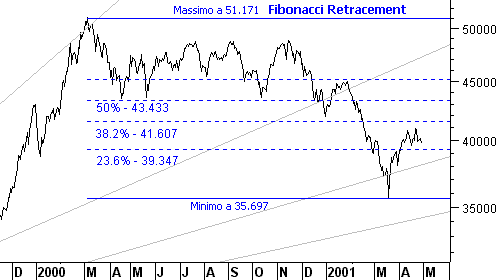 Massimo a 51.171 Fibonacci Retracement
50000
45000
50% - 43.433
38.2% - 41.607
40000
23.6% - 39.347
Minimo a 35.697
35000
D 2000 M A M J J A S O N D 2001 M A M